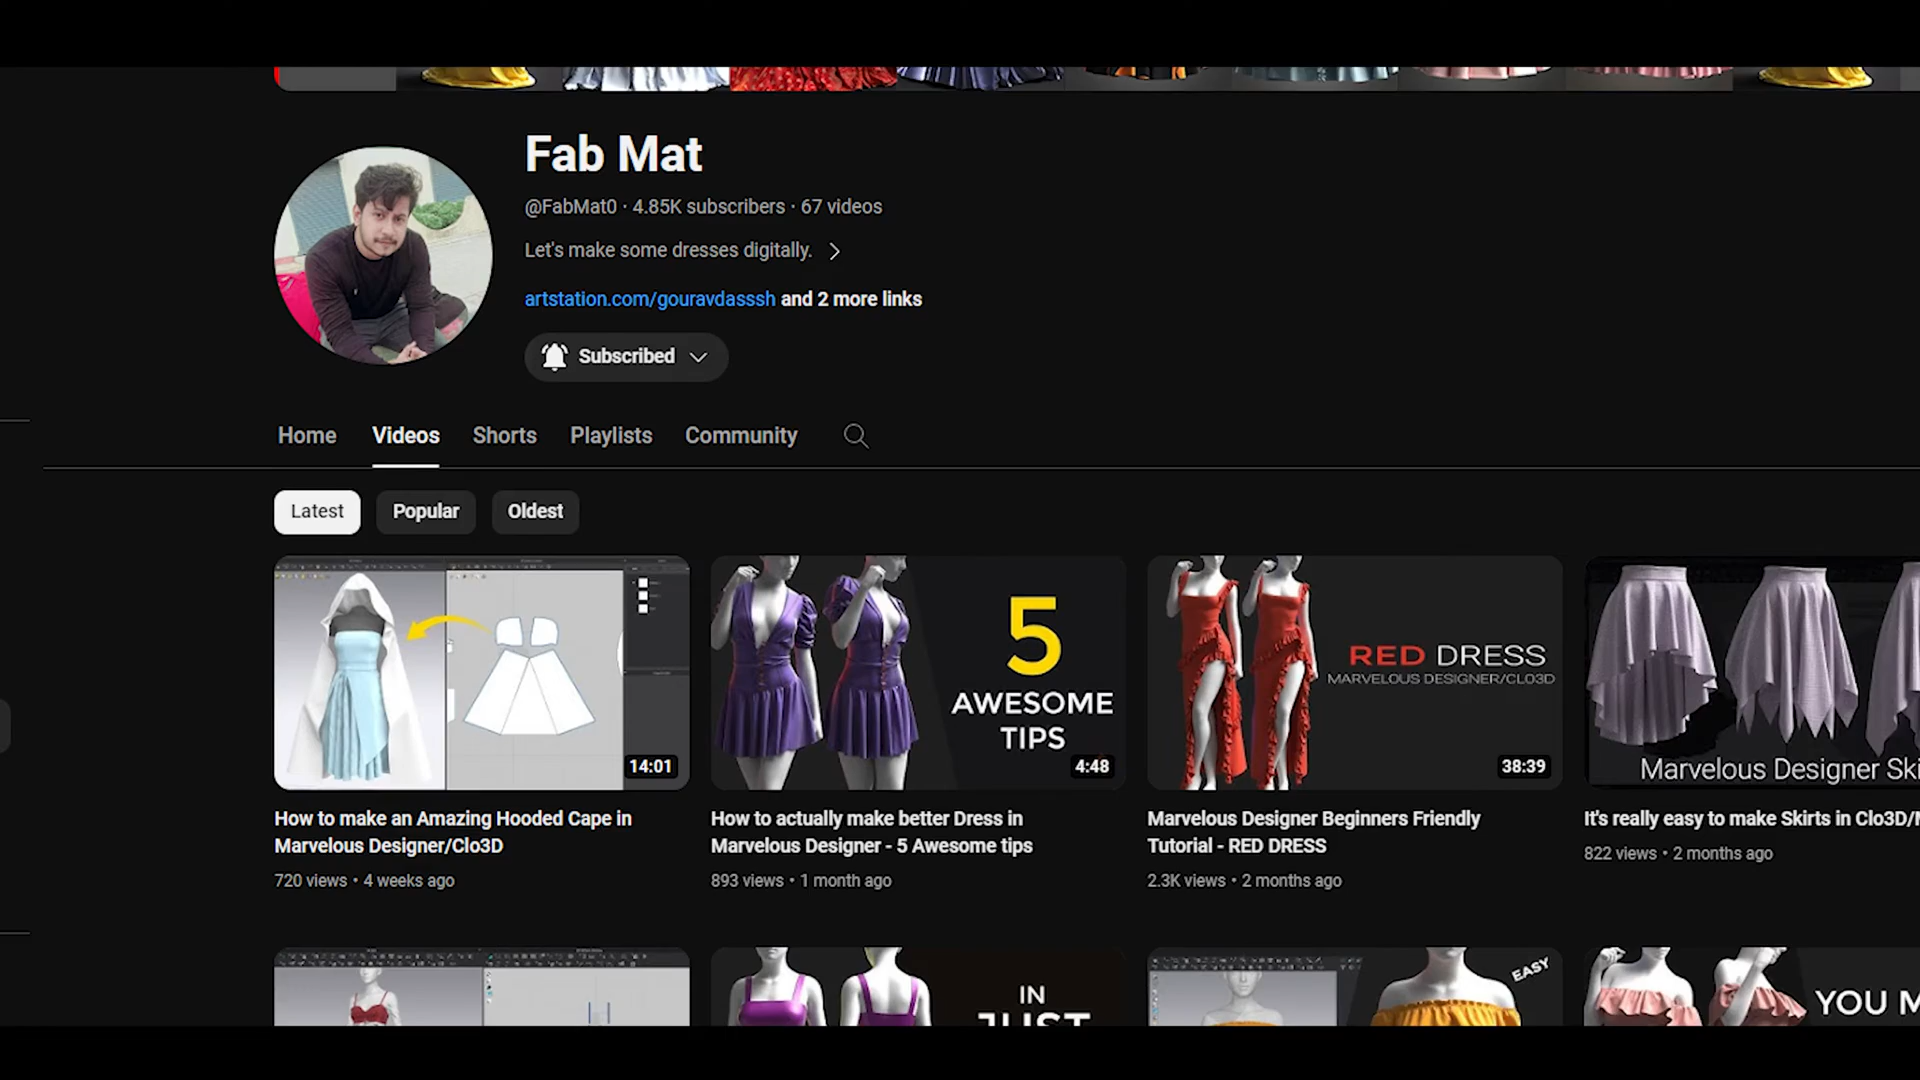 Fab Mat
@FabMat0 · 4.85K subscribers · 67 videos
Let's make some dresses digitally.
artstation.com/gouravdasssh and 2 more links
Subscribed
Home Videos Shorts Playlists Community
Latest Popular Oldest
5
AWESOME
TIPS
RED DRESS
MARVELOUS DESIGNER/CLO3D
Marvelous Designer
14:01
4:48
38:39
How to make an Amazing Hooded Cape in
Marvelous Designer/Clo3D
720 views • 4 weeks ago
How to actually make better Dress in
Marvelous Designer - 5 Awesome tips
893 views • 1 month ago
Marvelous Designer Beginners Friendly
Tutorial - RED DRESS
2.3K views • 2 months ago
It's really easy to make Skirts in Clo3D/
822 views • 2 months ago
IN
JUST
EASY
YOU